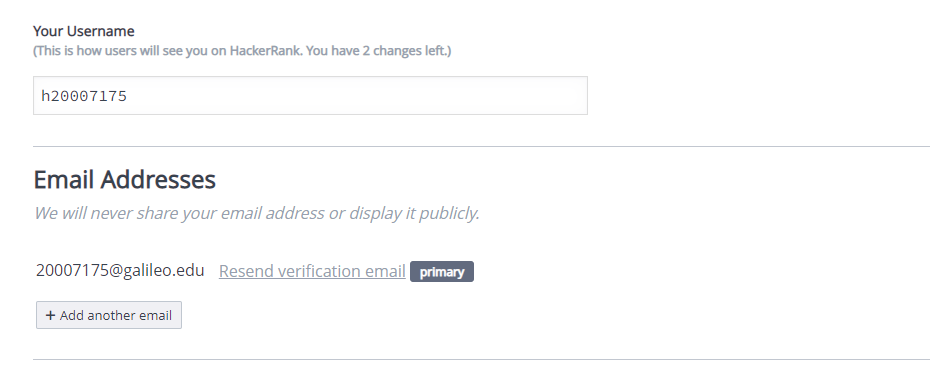 Your Username
(This is how users will see you on HackerRank. You have 2 changes left.)
h20007175
Email Addresses
We will never share your email address or display it publicly.
20007175@galileo.edu Resend verification email primary
+ Add another email